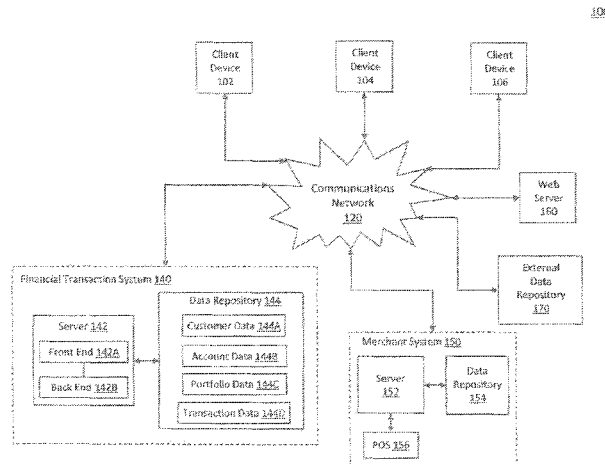 100
Client
Device
102
Client
Device
104
Client
Device
106
Communications
Network
120
Web
Server
160
External
Data
Repository
170
Financial Transaction System 140
Server 142
Front End 142A
Back End 142B
Data Repository 144
Customer Data 144A
Account Data 144B
Portfolio Data 144C
Transaction Data 144D
Merchant System 150
Server
152
Data
Repository
154
POS 156